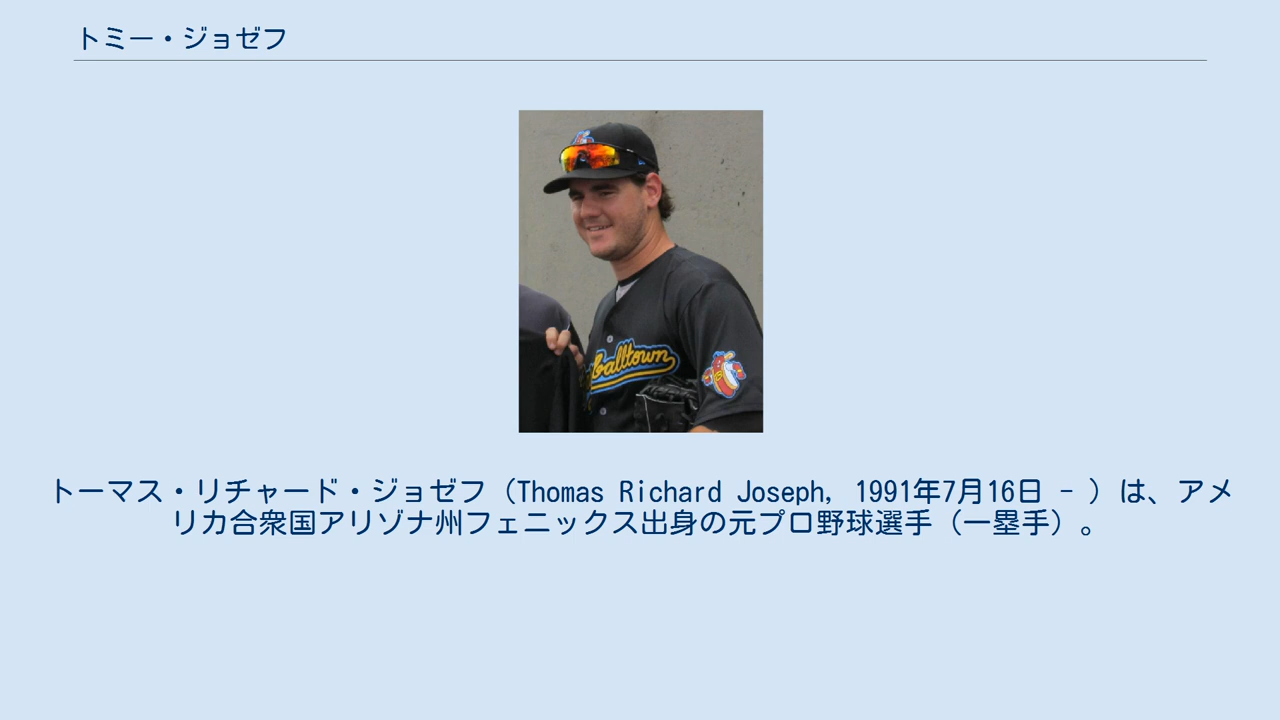 トミー・ジョゼフ
Balltown
トーマス・リチャード・ジョゼフ（Thomas Richard Joseph, 1991年7月16日 - ）は、アメ
リカ合衆国アリゾナ州フェニックス出身の元プロ野球選手（一塁手）。